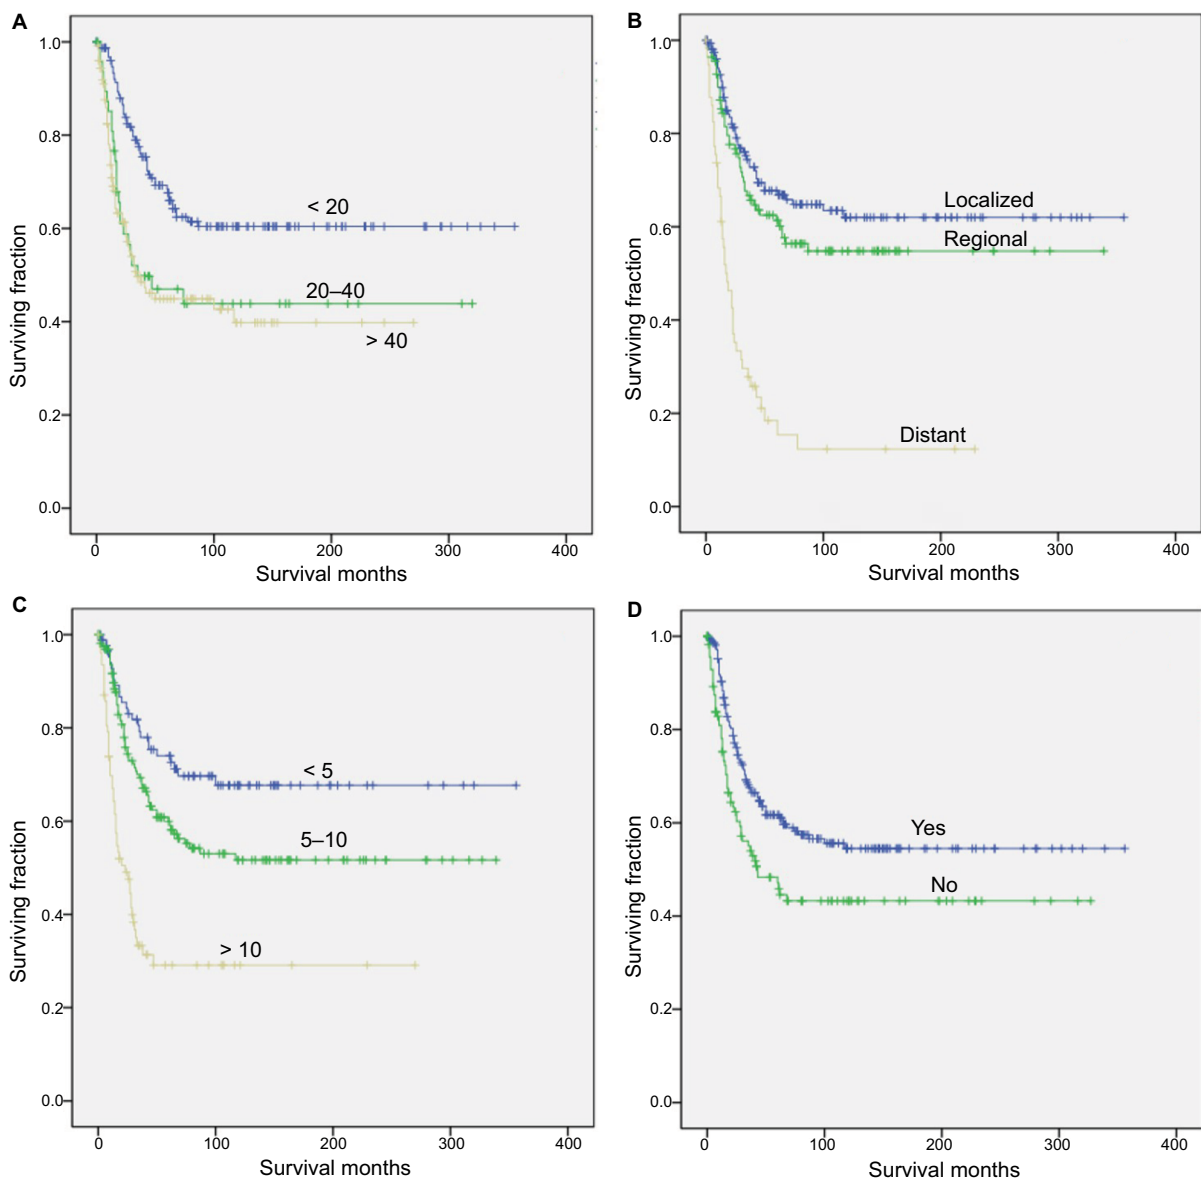 A
1.0
0.8
0.6
0.4
0.2
0.0
Surviving fraction
< 20
20–40
> 40
0 100 200 300 400
Survival months
B
1.0
0.8
0.6
0.4
0.2
0.0
Surviving fraction
Localized
Regional
Distant
0 100 200 300 400
Survival months
C
1.0
0.8
0.6
0.4
0.2
0.0
Surviving fraction
< 5
5–10
> 10
0 100 200 300 400
Survival months
D
1.0
0.8
0.6
0.4
0.2
0.0
Surviving fraction
Yes
No
0 100 200 300 400
Survival months